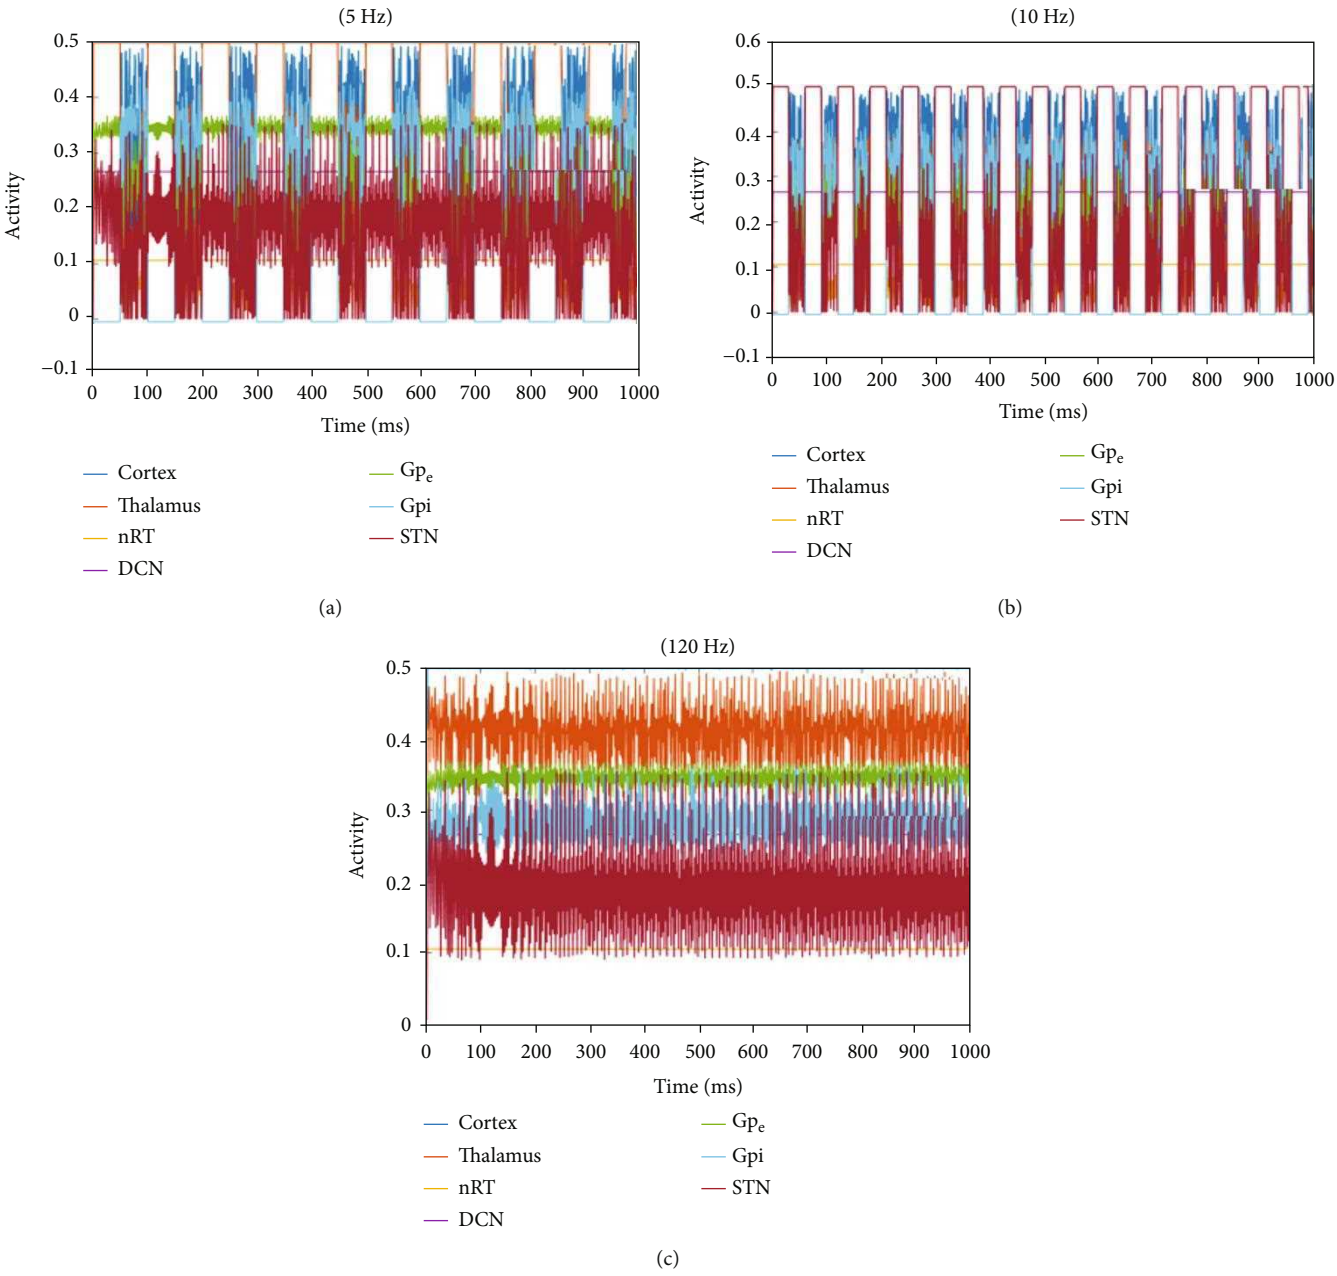 (5 Hz)
0.5
0.4
0.3
0.2
0.1
0
−0.1
Activity
0 100 200 300 400 500 600 700 800 900 1000
Time (ms)
Cortex
Thalamus
nRT
DCN
Gpe
Gpi
STN
(a)
(10 Hz)
0.6
0.5
0.4
0.3
0.2
0.1
0
−0.1
Activity
0 100 200 300 400 500 600 700 800 900 1000
Time (ms)
Cortex
Thalamus
nRT
DCN
Gpe
Gpi
STN
(b)
(120 Hz)
0.5
0.4
0.3
0.2
0.1
0
Activity
0 100 200 300 400 500 600 700 800 900 1000
Time (ms)
Cortex
Thalamus
nRT
DCN
Gpe
Gpi
STN
(c)